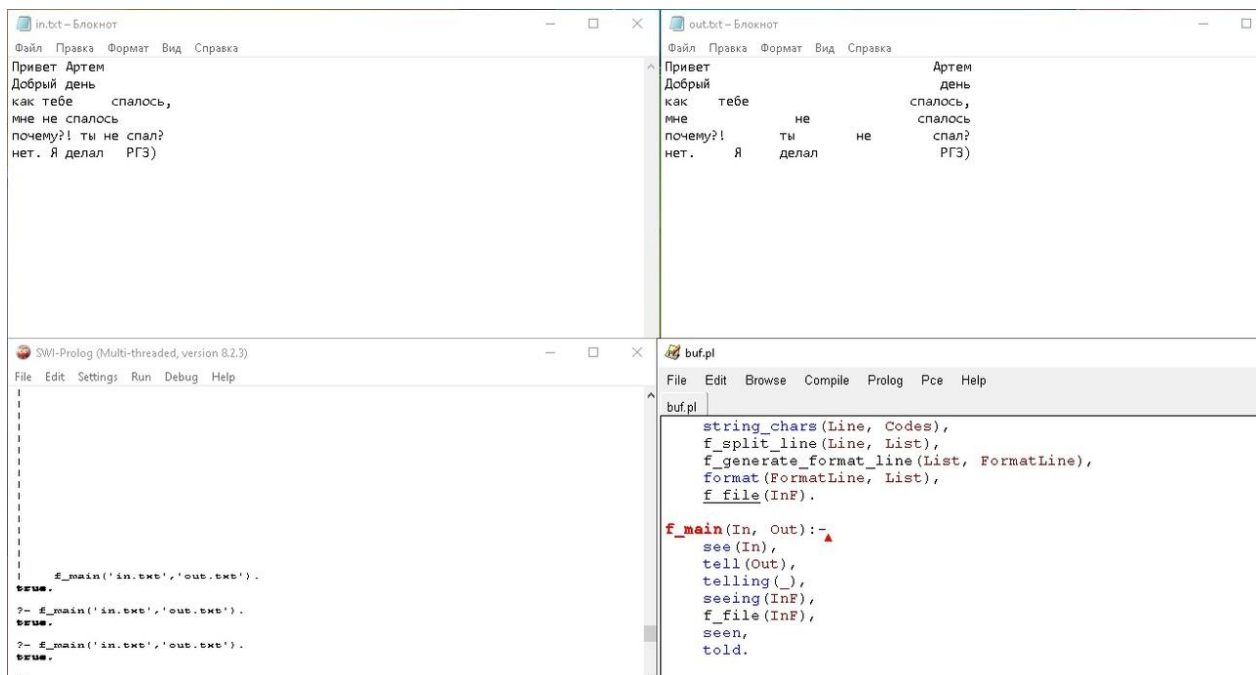 in.txt – Блокнот
Файл Правка Формат Вид Справка
Привет Артем
Добрый день
как тебе     спалось,
мне не спалось
почему?! ты не спал?
нет. Я делал   РГЗ)
out.txt – Блокнот
Файл Правка Формат Вид Справка
Привет                             Артем
Добрый                              день
как    тебе                     спалось,
мне              не              спалось
почему?!       ты        не        спал?
нет.     Я     делал                РГЗ)
SWI-Prolog (Multi-threaded, version 8.2.3)
File Edit Settings Run Debug Help
|     f_main('in.txt','out.txt').
true.
?- f_main('in.txt','out.txt').
true.
?- f_main('in.txt','out.txt').
true.
buf.pl
File Edit Browse Compile Prolog Pce Help
buf.pl
string_chars(Line, Codes),
f_split_line(Line, List),
f_generate_format_line(List, FormatLine),
format(FormatLine, List),
f_file(InF).
f_main(In, Out):-
see(In),
tell(Out),
telling(_),
seeing(InF),
f_file(InF),
seen,
told.